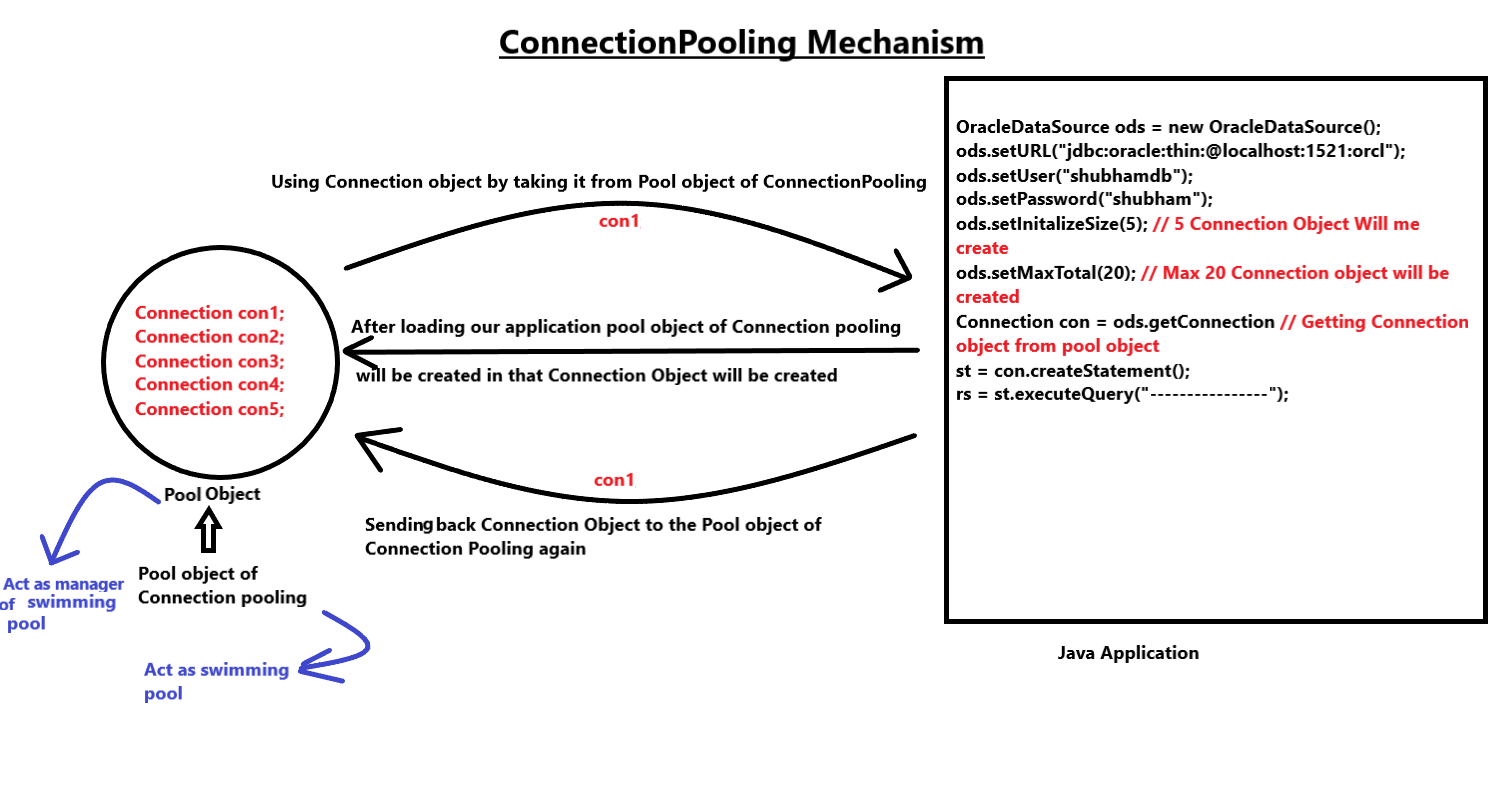 ConnectionPooling Mechanism
Using Connection object by taking it from Pool object of ConnectionPooling
con1
Connection con1;
Connection con2;
Connection con3;
Connection con4;
Connection con5;
After loading our application pool object of Connection pooling
will be created in that Connection Object will be created
con1
Sending back Connection Object to the Pool object of
Connection Pooling again
Pool Object
Pool object of
Connection pooling
Act as manager
of swimming
pool
Act as swimming
pool
OracleDataSource ods = new OracleDataSource();
ods.setURL("jdbc:oracle:thin:@localhost:1521:orcl");
ods.setUser("shubhamdb");
ods.setPassword("shubham");
ods.setInitalizeSize(5); // 5 Connection Object Will me
create
ods.setMaxTotal(20); // Max 20 Connection object will be
created
Connection con = ods.getConnection // Getting Connection
object from pool object
st = con.createStatement();
rs = st.executeQuery("----------------");
Java Application